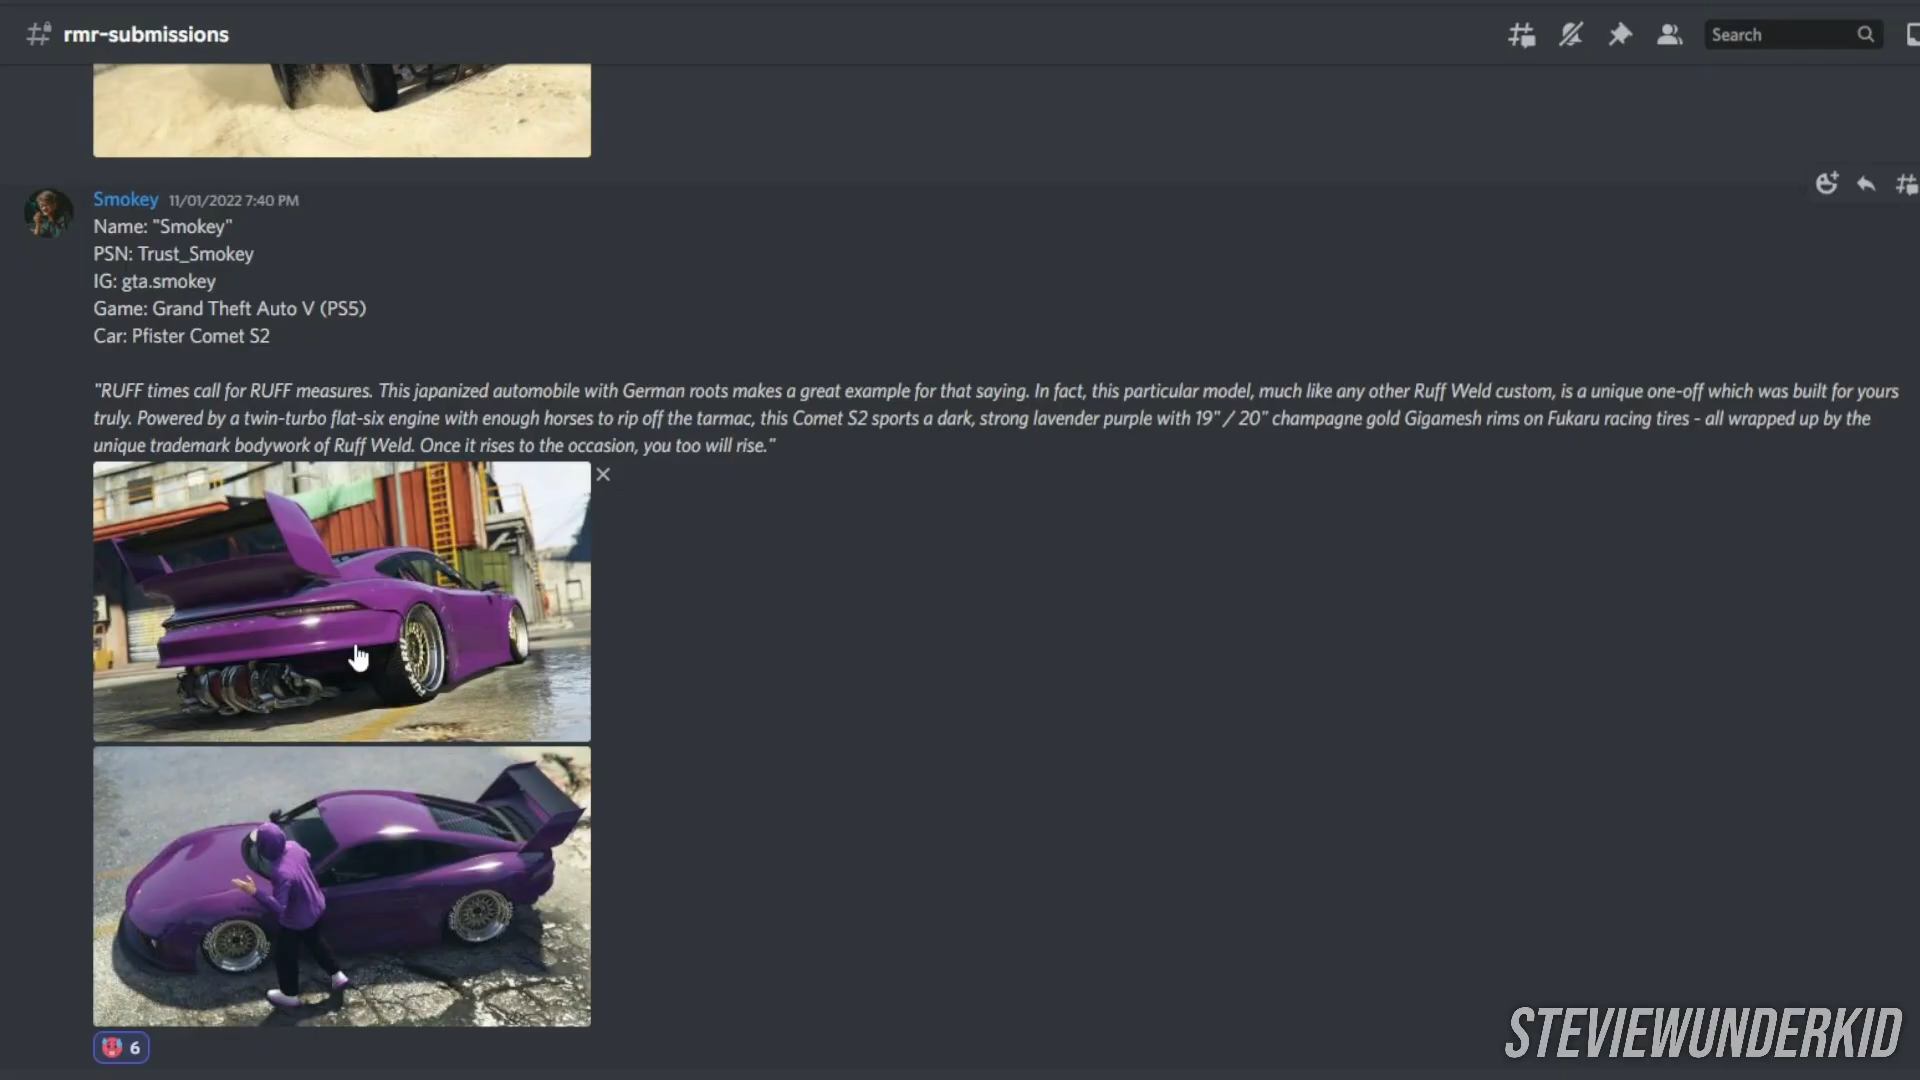 rmr-submissions
Search
Smokey 11/01/2022 7:40 PM
Name: "Smokey"
PSN: Trust_Smokey
IG: gta.smokey
Game: Grand Theft Auto V (PS5)
Car: Pfister Comet S2
"RUFF times call for RUFF measures. This japanized automobile with German roots makes a great example for that saying. In fact, this particular model, much like any other Ruff Weld custom, is a unique one-off which was built for yours
truly. Powered by a twin-turbo flat-six engine with enough horses to rip off the tarmac, this Comet S2 sports a dark, strong lavender purple with 19" / 20" champagne gold Gigamesh rims on Fukaru racing tires - all wrapped up by the
unique trademark bodywork of Ruff Weld. Once it rises to the occasion, you too will rise."
FUKARU
6
STEVIEWUNDERKID